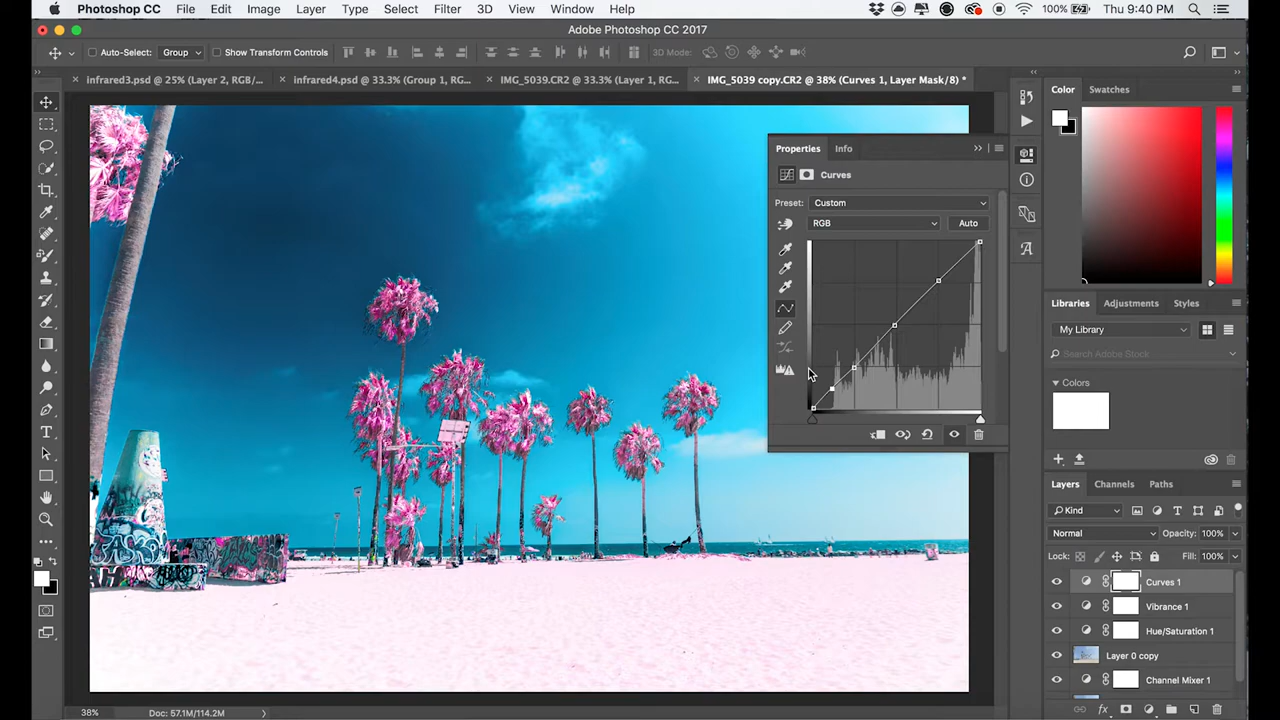 Photoshop CC File Edit Image Layer Type Select Filter 3D View Window Help 100% Thu 9:40 PM
Adobe Photoshop CC 2017
Auto-Select: Group Show Transform Controls 3D Mode:
infrared3.psd @ 25% (Layer 2, RGB/... infrared4.psd @ 33.3% (Group 1, RG... IMG_5039.CR2 @ 33.3% (Layer 1, RG... IMG_5039 copy.CR2 @ 38% (Curves 1, Layer Mask/8) *
Color Swatches
Properties Info
Curves
Preset: Custom
RGB Auto
Libraries Adjustments Styles
My Library
Search Adobe Stock
Colors
Layers Channels Paths
Kind
Normal Opacity: 100%
Lock: Fill: 100%
Curves 1
Vibrance 1
Hue/Saturation 1
Layer 0 copy
Channel Mixer 1
38% Doc: 57.1M/114.2M